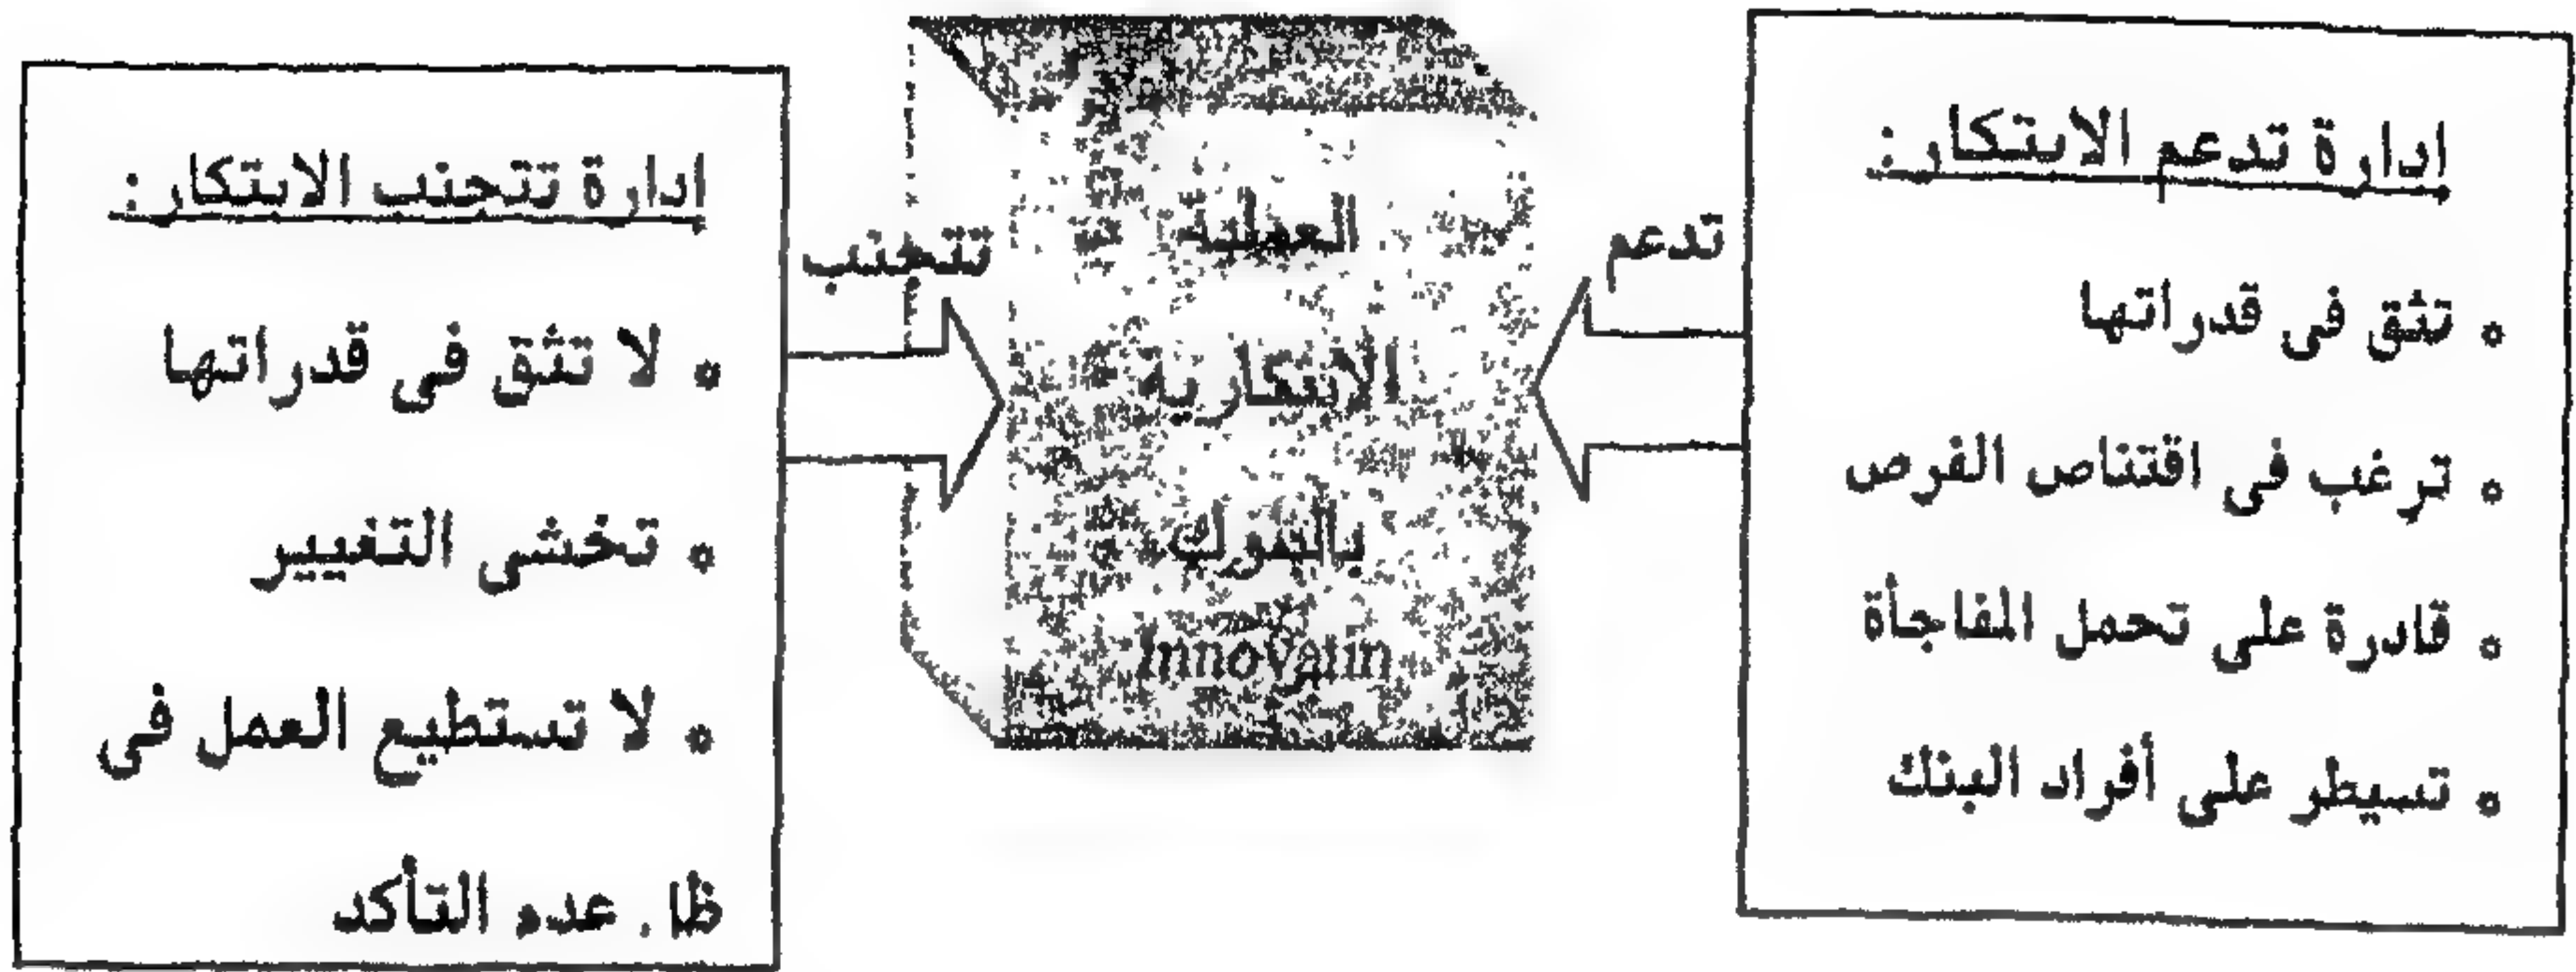 ادارة تدعم الابتكار:
• تثق فى قدراتها
• ترغب فى اقتناص الفرص
• قادرة على تحمل المفاجأة
• تسيطر على أفراد البنك
تدعم
العملية
الابتكارية
بالبنوك
Innovatin
تتجنب
ادارة تتجنب الابتكار:
• لا تثق فى قدراتها
• تخشى التغيير
• لا تستطيع العمل فى
عدم التأكد